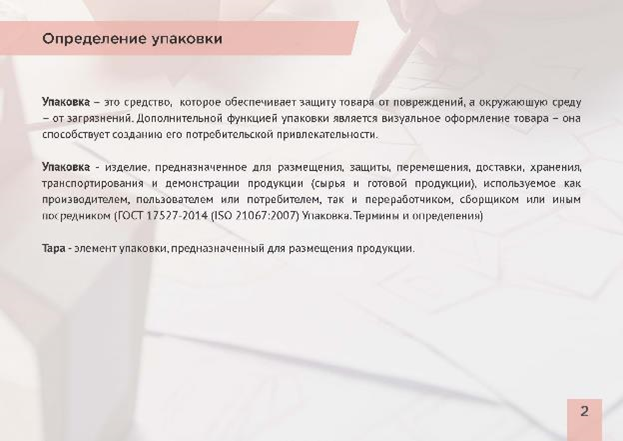 Определение упаковки
Упаковка – это средство, которое обеспечивает защиту товара от повреждений, а окружающую среду
– от загрязнений. Дополнительной функцией упаковки является визуальное оформление товара – она
способствует созданию его потребительской привлекательности.
Упаковка - изделие, предназначенное для размещения, защиты, перемещения, доставки, хранения,
транспортирования и демонстрации продукции (сырья и готовой продукции), используемое как
производителем, пользователем или потребителем, так и переработчиком, сборщиком или иным
посредником (ГОСТ 17527-2014 (ISO 21067:2007) Упаковка. Термины и определения)
Тара - элемент упаковки, предназначенный для размещения продукции.
2